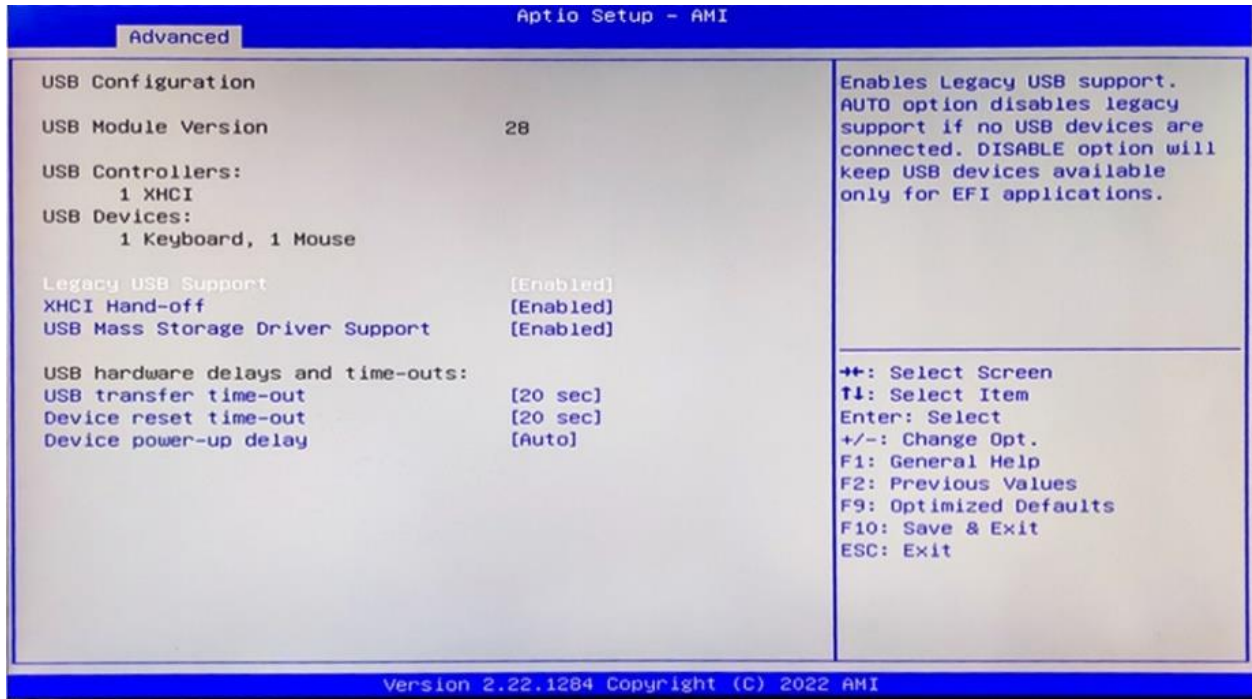 Aptio Setup - AMI
Advanced
USB Configuration
USB Module Version 28
USB Controllers:
1 XHCI
USB Devices:
1 Keyboard, 1 Mouse
Legacy USB Support [Enabled]
XHCI Hand-off [Enabled]
USB Mass Storage Driver Support [Enabled]
USB hardware delays and time-outs:
USB transfer time-out [20 sec]
Device reset time-out [20 sec]
Device power-up delay [Auto]
Enables Legacy USB support.
AUTO option disables legacy
support if no USB devices are
connected. DISABLE option will
keep USB devices available
only for EFI applications.
→←: Select Screen
↑↓: Select Item
Enter: Select
+/-: Change Opt.
F1: General Help
F2: Previous Values
F9: Optimized Defaults
F10: Save & Exit
ESC: Exit
Version 2.22.1284 Copyright (C) 2022 AMI